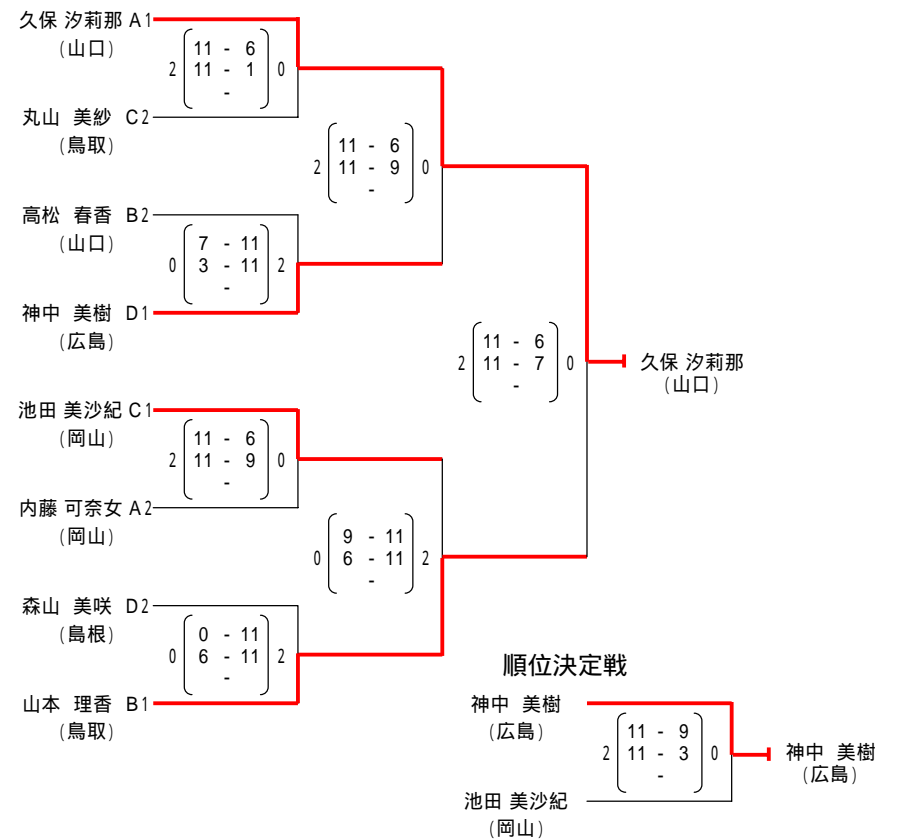 久保 汐莉那 A1
(山口)
11 - 6
2 11 - 1 0
-
丸山 美紗 C2
(鳥取)
11 - 6
2 11 - 9 0
-
高松 春香 B2
(山口)
7 - 11
0 3 - 11 2
-
神中 美樹 D1
(広島)
11 - 6
2 11 - 7 0
-
久保 汐莉那
(山口)
池田 美沙紀 C1
(岡山)
11 - 6
2 11 - 9 0
-
内藤 可奈女 A2
(岡山)
9 - 11
0 6 - 11 2
-
森山 美咲 D2
(島根)
0 - 11
0 6 - 11 2
-
山本 理香 B1
(鳥取)
順位決定戦
神中 美樹
(広島)
11 - 9
2 11 - 3 0
-
神中 美樹
(広島)
池田 美沙紀
(岡山)